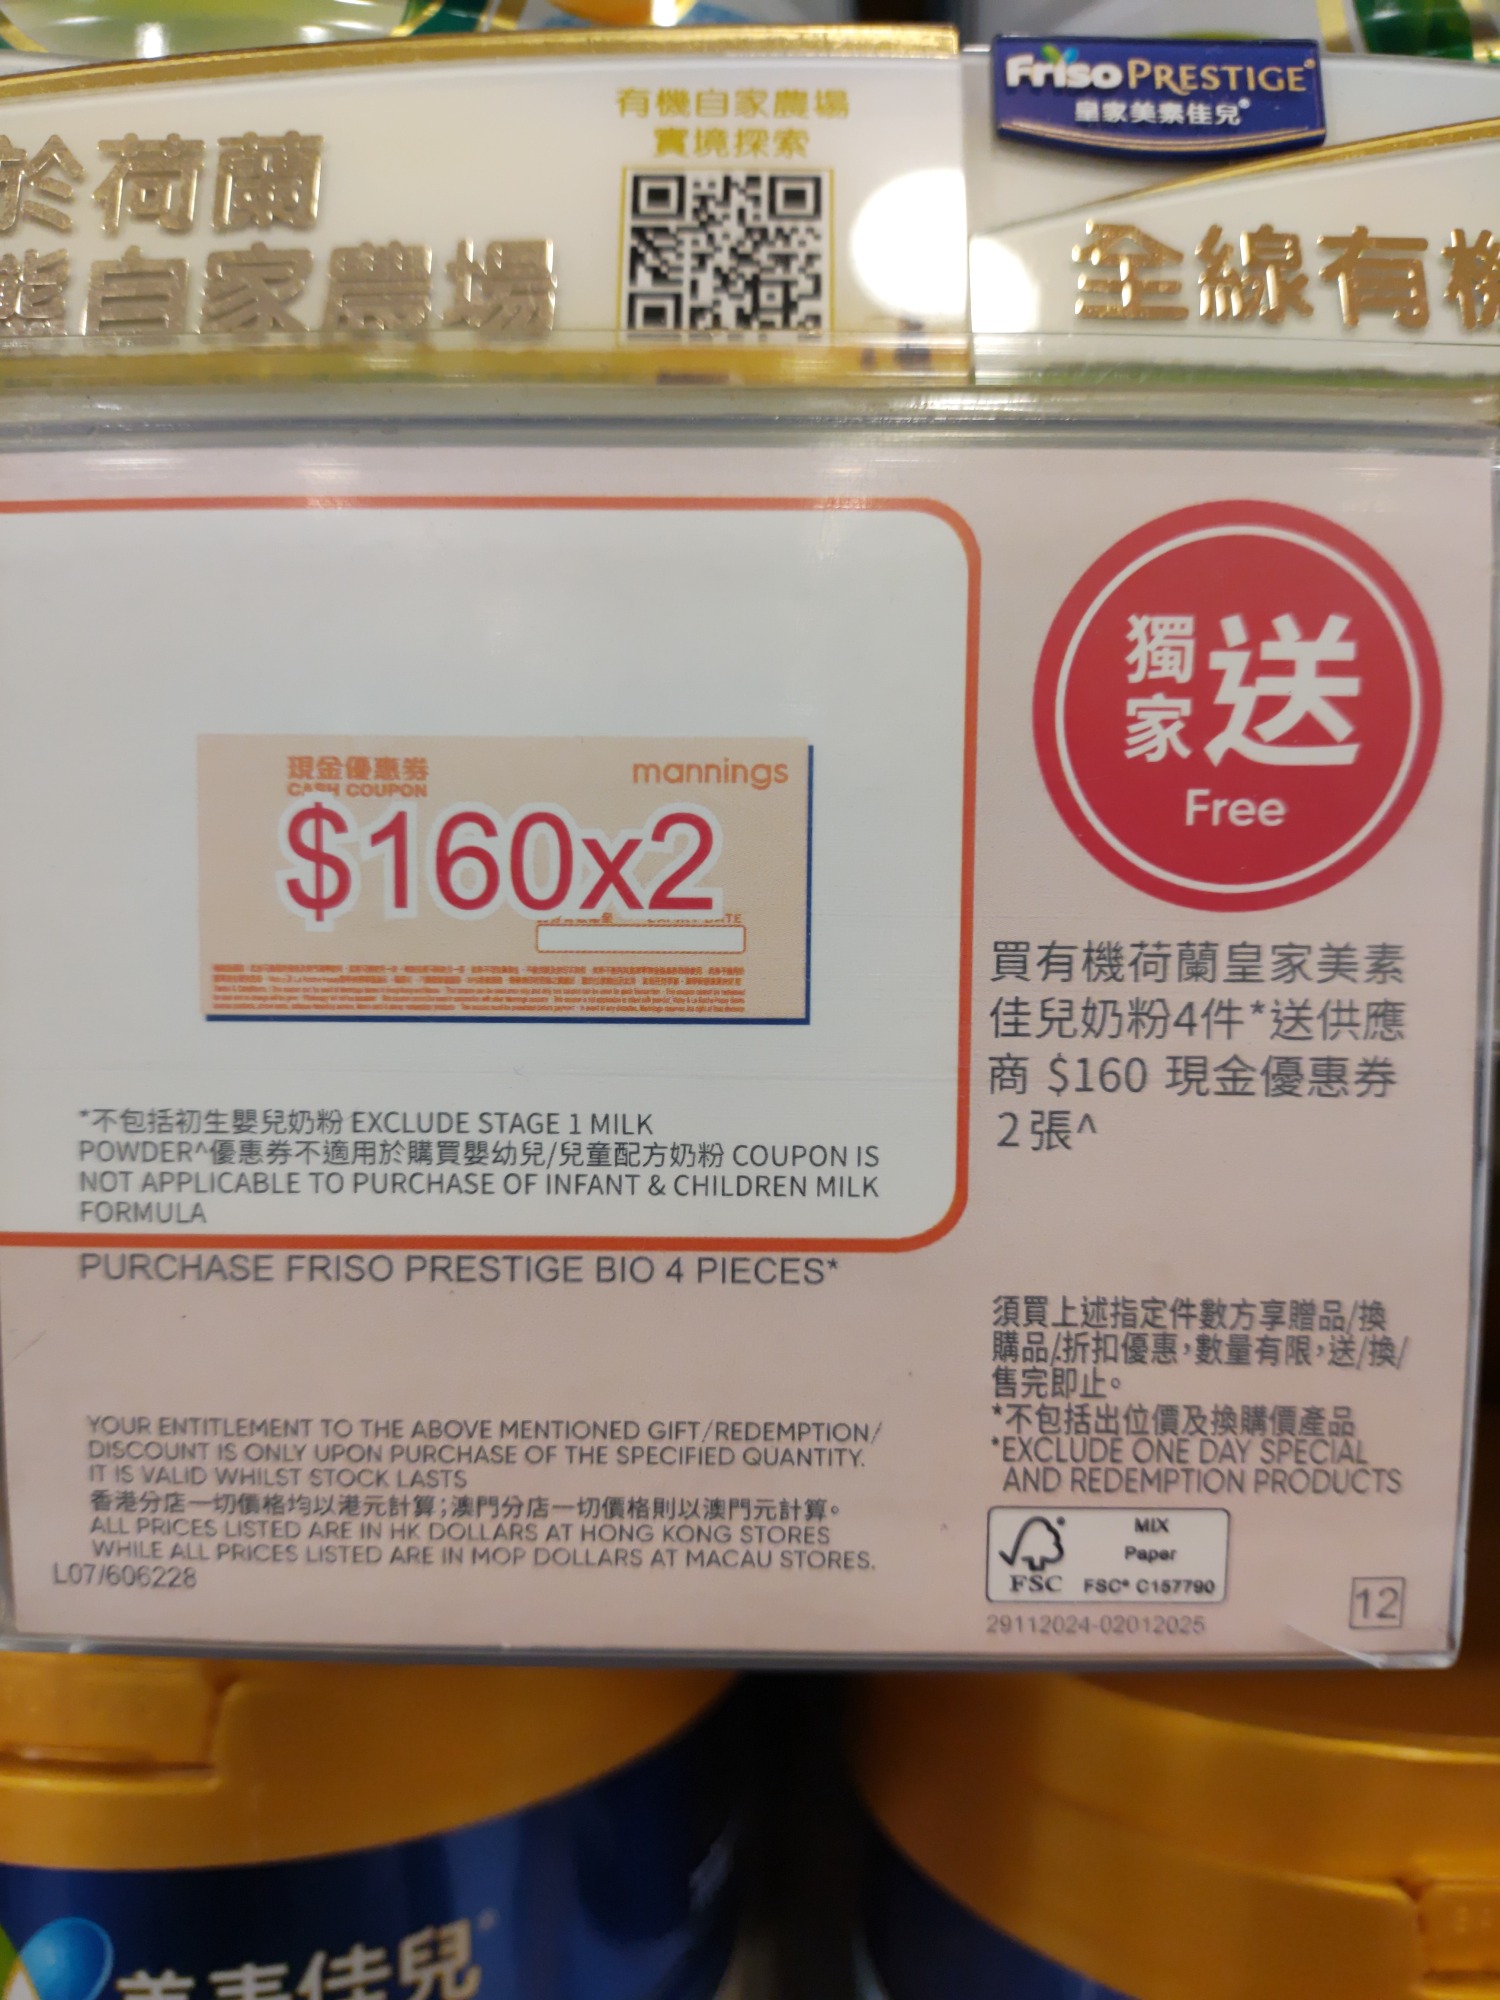 有機自家農場
實境探索
Friso PRESTIGE®
皇家美素佳兒®
於荷蘭
自家農場
全線有機
獨家
送
Free
現金優惠券
CASH COUPON
mannings
$160x2
EXPIRY DATE
買有機荷蘭皇家美素
佳兒奶粉4件*送供應
商 $160 現金優惠券
2張^
*不包括初生嬰兒奶粉 EXCLUDE STAGE 1 MILK
POWDER^優惠券不適用於購買嬰幼兒/兒童配方奶粉 COUPON IS
NOT APPLICABLE TO PURCHASE OF INFANT & CHILDREN MILK
FORMULA
PURCHASE FRISO PRESTIGE BIO 4 PIECES*
須買上述指定件數方享贈品/換
購品/折扣優惠，數量有限，送/換/
售完即止。
*不包括出位價及換購價產品
*EXCLUDE ONE DAY SPECIAL
AND REDEMPTION PRODUCTS
YOUR ENTITLEMENT TO THE ABOVE MENTIONED GIFT/REDEMPTION/
DISCOUNT IS ONLY UPON PURCHASE OF THE SPECIFIED QUANTITY.
IT IS VALID WHILST STOCK LASTS
香港分店一切價格均以港元計算；澳門分店一切價格則以澳門元計算。
ALL PRICES LISTED ARE IN HK DOLLARS AT HONG KONG STORES
WHILE ALL PRICES LISTED ARE IN MOP DOLLARS AT MACAU STORES.
L07/606228
FSC
MIX
Paper
FSC® C157790
29112024-02012025
12
美素佳兒